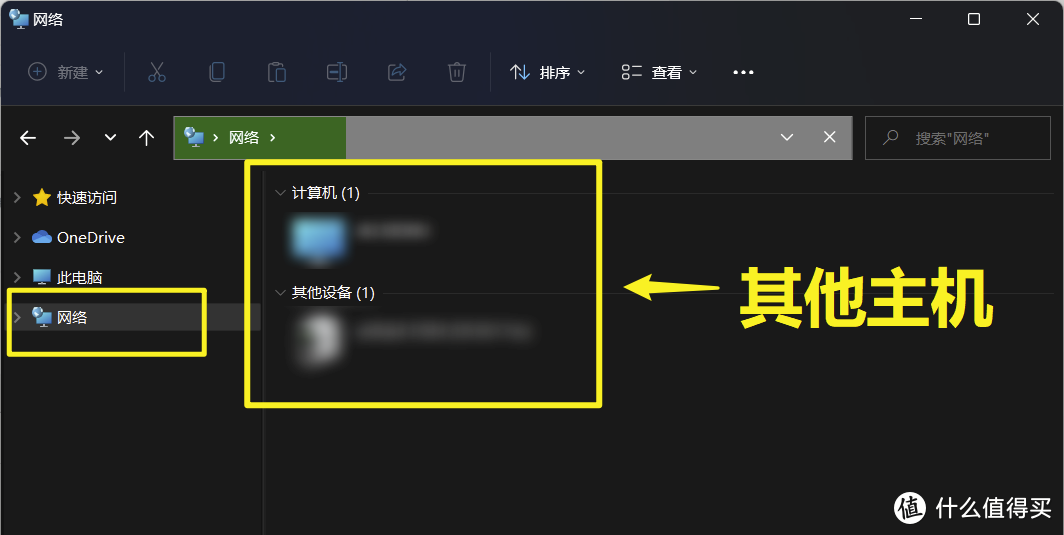 网络
新建 排序 查看
网络
搜索"网络"
快速访问
OneDrive
此电脑
网络
计算机 (1)
其他设备 (1)
其他主机
值 什么值得买